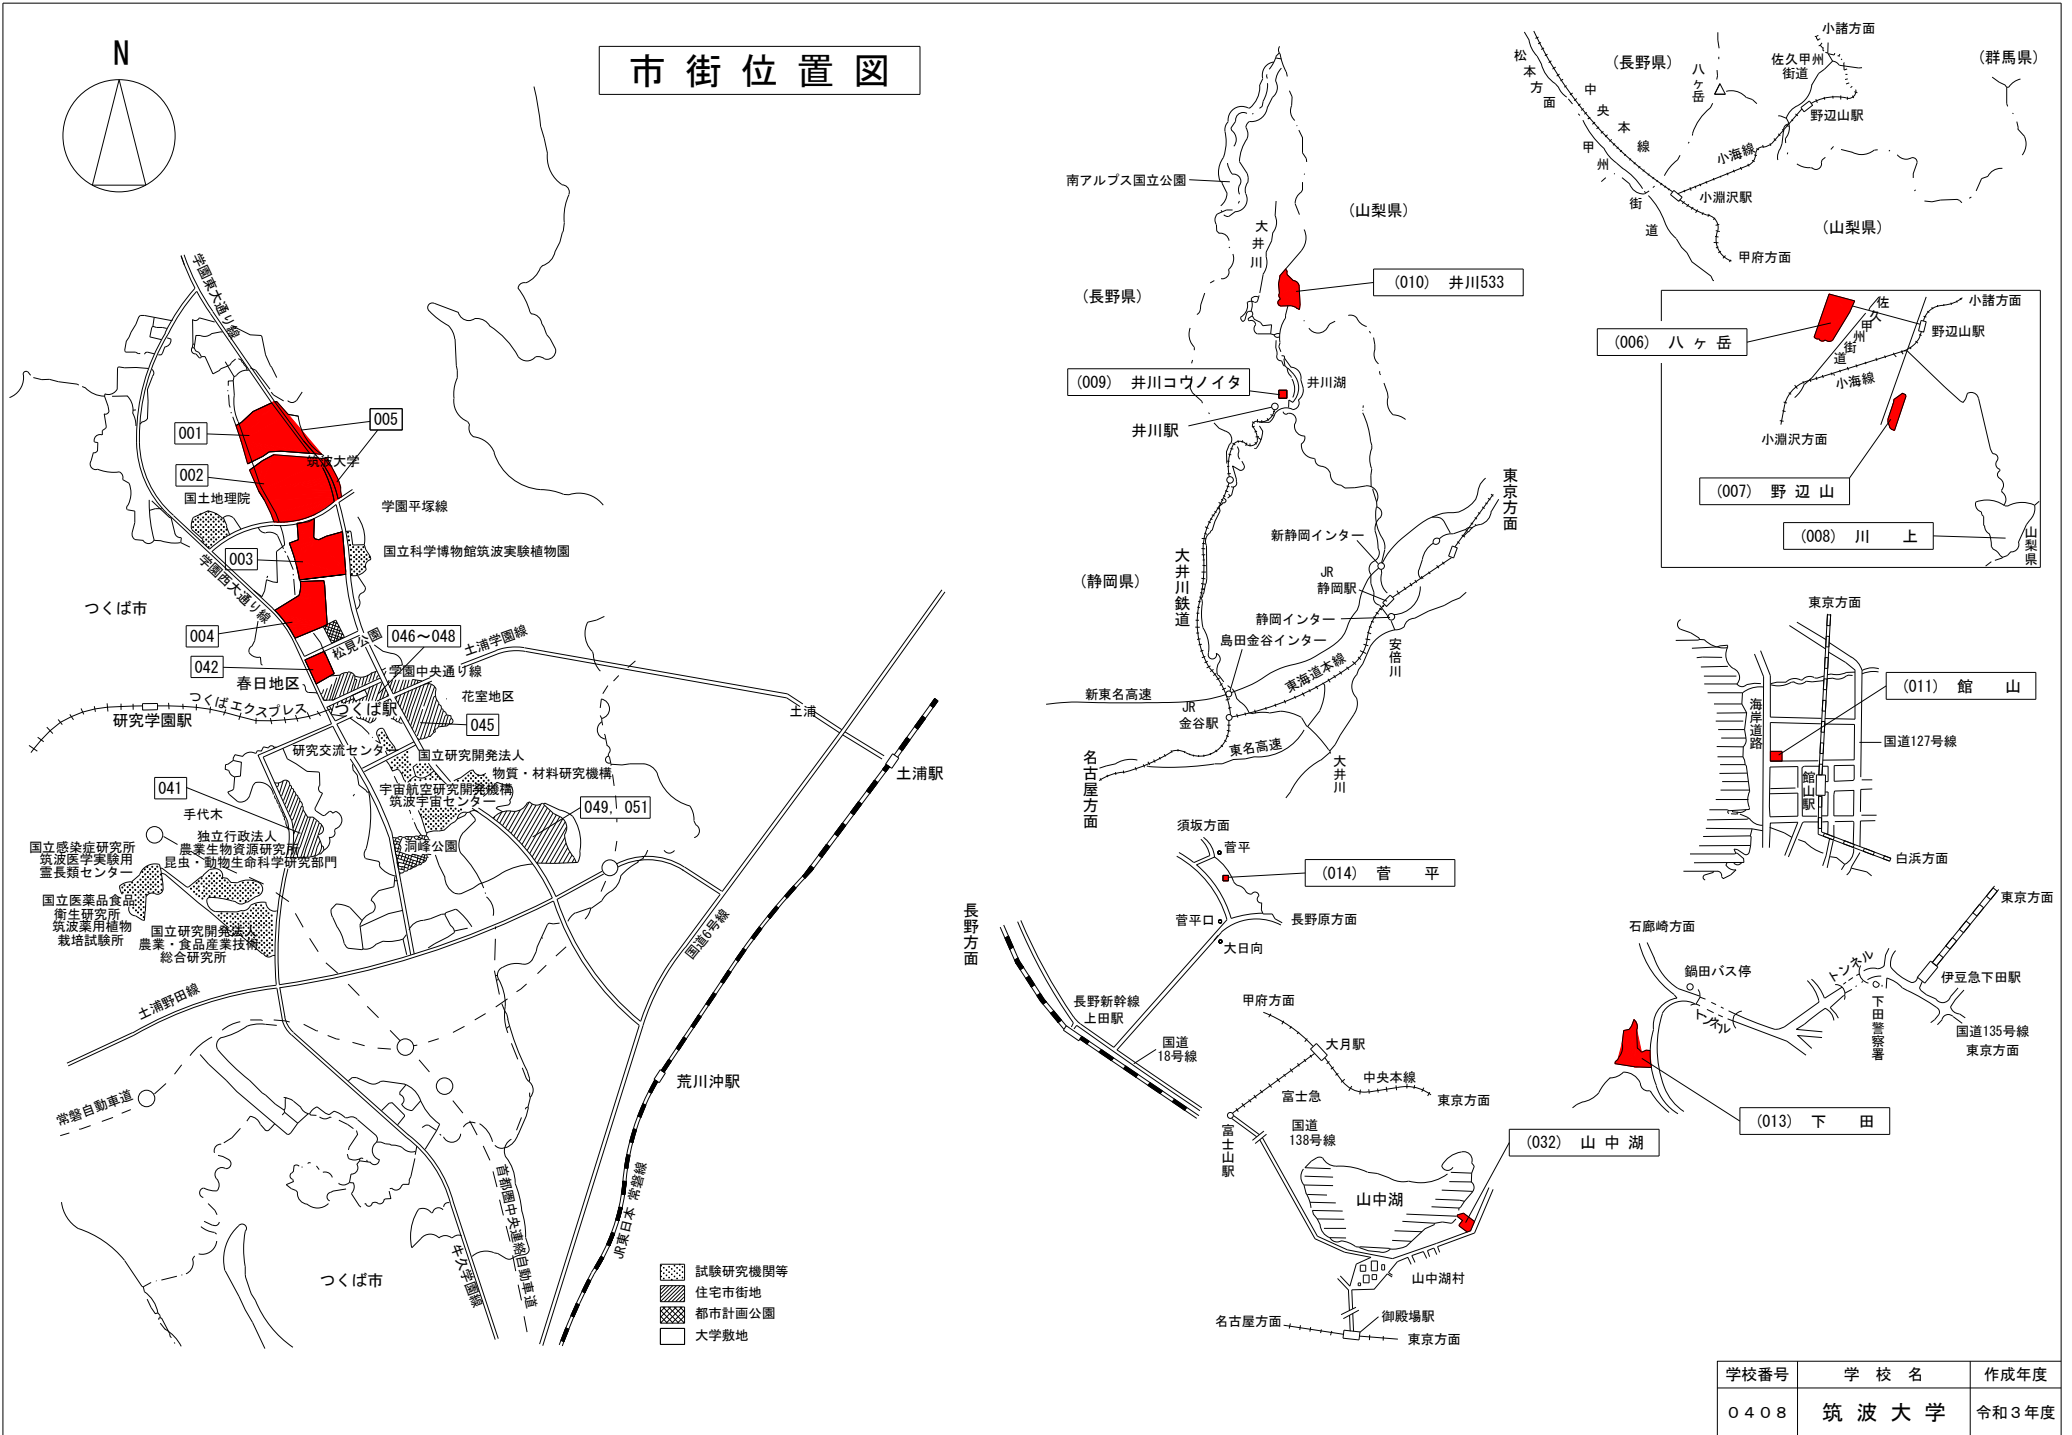 市街位置図
N
学園東大通り線
001
005
002
筑波大学
国土地理院
学園平塚線
003
国立科学博物館筑波実験植物園
学園西大通り線
つくば市
004
松見公園
046～048
土浦学園線
042
学園中央通り線
春日地区
花室地区
つくばエクスプレス
つくば駅
研究学園駅
045
土浦
研究交流センター
国立研究開発法人
物質・材料研究機構
土浦駅
宇宙航空研究開発機構
筑波宇宙センター
041
049, 051
手代木
独立行政法人
農業生物資源研究所
昆虫・動物生命科学研究部門
洞峰公園
国立感染症研究所
筑波医学実験用
霊長類センター
国立医薬品食品
衛生研究所
筑波薬用植物
栽培試験所
国立研究開発法人
農業・食品産業技術
総合研究所
国道6号線
土浦野田線
常磐自動車道
荒川沖駅
首都圏中央連絡自動車道
JR東日本 常磐線
牛久学園線
つくば市
試験研究機関等
住宅市街地
都市計画公園
大学敷地
南アルプス国立公園
(山梨県)
大井川
(長野県)
(010) 井川533
(009) 井川コウノイタ
井川湖
井川駅
東京方面
新静岡インター
大井川鉄道
(静岡県)
JR
静岡駅
静岡インター
島田金谷インター
安倍川
東海道本線
新東名高速
JR
金谷駅
東名高速
大井川
名古屋方面
松本方面
中央本線
甲州街道
(長野県)
八ヶ岳
小諸方面
佐久甲州
街道
(群馬県)
野辺山駅
小海線
小淵沢駅
(山梨県)
甲府方面
(006) 八ヶ岳
佐久甲州街道
小諸方面
野辺山駅
小海線
小淵沢方面
(007) 野辺山
(008) 川 上
山梨県
東京方面
(011) 館 山
海岸道路
国道127号線
館山駅
白浜方面
須坂方面
菅平
(014) 菅 平
菅平口
長野原方面
大日向
長野方面
長野新幹線
上田駅
国道
18号線
甲府方面
大月駅
中央本線
富士急
東京方面
富士山駅
国道
138号線
(032) 山中湖
山中湖
山中湖村
御殿場駅
名古屋方面
東京方面
東京方面
石廊崎方面
鍋田バス停
トンネル
トンネル
伊豆急下田駅
下田警察署
国道135号線
東京方面
(013) 下 田
学校番号 学校名 作成年度
0408 筑波大学 令和3年度